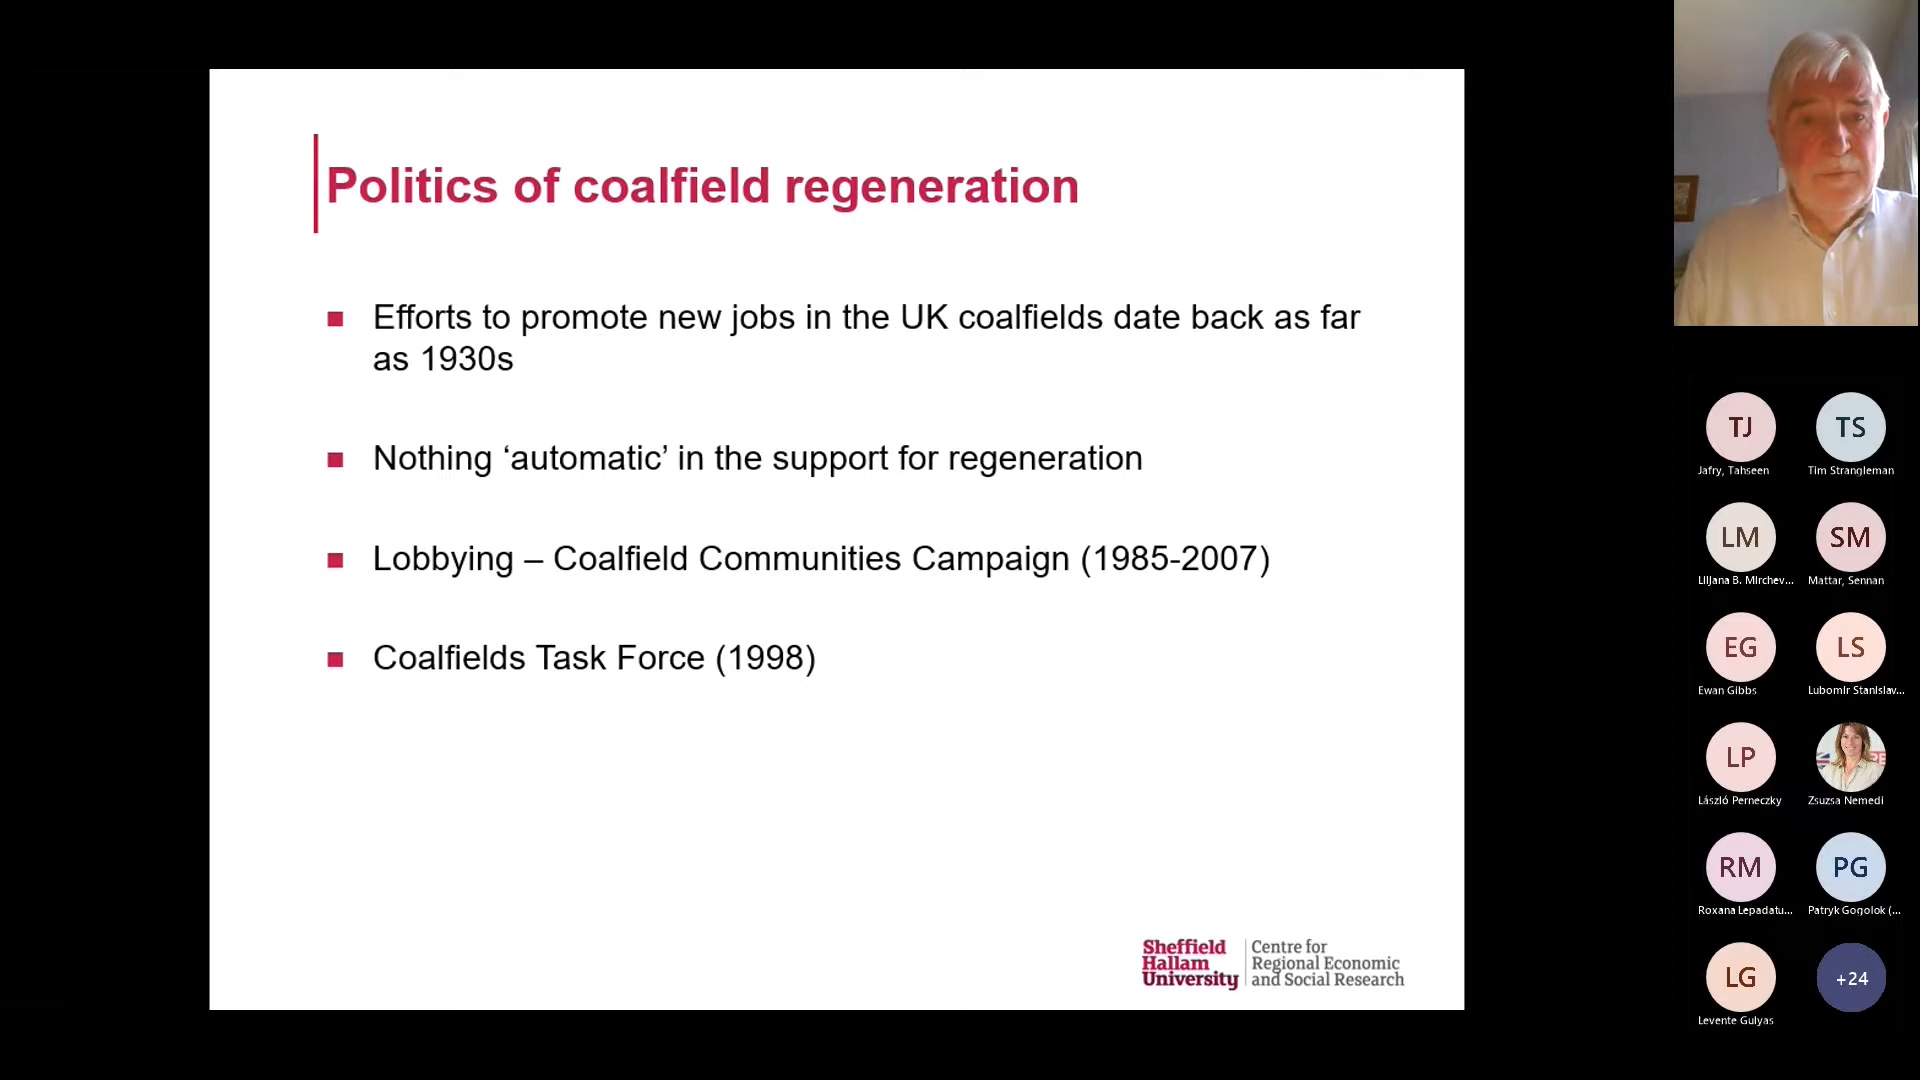 Politics of coalfield regeneration
Efforts to promote new jobs in the UK coalfields date back as far
as 1930s
Nothing ‘automatic’ in the support for regeneration
Lobbying – Coalfield Communities Campaign (1985-2007)
Coalfields Task Force (1998)
Sheffield
Hallam
University
Centre for
Regional Economic
and Social Research
TJ
Jafry, Tahseen
TS
Tim Strangleman
LM
Liljana B. Mirchev...
SM
Mattar, Sennan
EG
Ewan Gibbs
LS
Lubomir Stanislav...
LP
László Perneczky
Zsuzsa Nemedi
RM
Roxana Lepadatu...
PG
Patryk Gogolok (...
LG
Levente Gulyas
+24